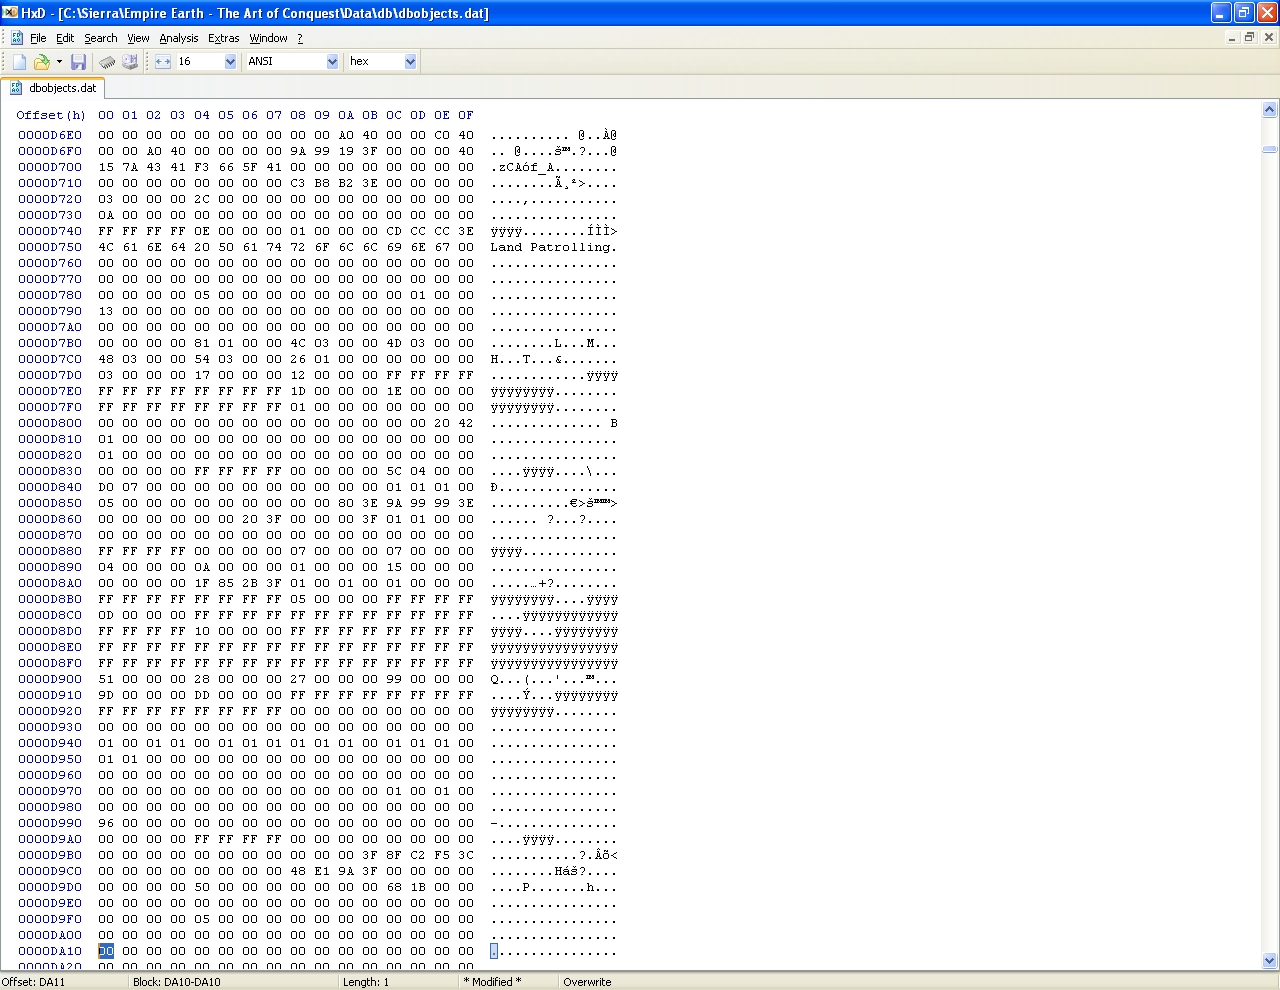 HxD - [C:\Sierra\Empire Earth - The Art of Conquest\Data\db\dbobjects.dat]
File Edit Search View Analysis Extras Window ?
16 ANSI hex
dbobjects.dat
Offset(h) 00 01 02 03 04 05 06 07 08 09 0A 0B 0C 0D 0E 0F
0000D6E0 00 00 00 00 00 00 00 00 00 00 A0 40 00 00 C0 40 .......... @..À@
0000D6F0 00 00 A0 40 00 00 00 00 9A 99 19 3F 00 00 00 40 .. @....š™.?...@
0000D700 15 7A 43 41 F3 66 5F 41 00 00 00 00 00 00 00 00 .zCAóf_A........
0000D710 00 00 00 00 00 00 00 00 C3 B8 B2 3E 00 00 00 00 ........Ã¸²>....
0000D720 03 00 00 00 2C 00 00 00 00 00 00 00 00 00 00 00 ....,...........
0000D730 0A 00 00 00 00 00 00 00 00 00 00 00 00 00 00 00 ................
0000D740 FF FF FF FF 0E 00 00 00 01 00 00 00 CD CC CC 3E ÿÿÿÿ........ÍÌÌ>
0000D750 4C 61 6E 64 20 50 61 74 72 6F 6C 6C 69 6E 67 00 Land Patrolling.
0000D760 00 00 00 00 00 00 00 00 00 00 00 00 00 00 00 00 ................
0000D770 00 00 00 00 00 00 00 00 00 00 00 00 00 00 00 00 ................
0000D780 00 00 00 00 05 00 00 00 00 00 00 00 00 01 00 00 ................
0000D790 13 00 00 00 00 00 00 00 00 00 00 00 00 00 00 00 ................
0000D7A0 00 00 00 00 00 00 00 00 00 00 00 00 00 00 00 00 ................
0000D7B0 00 00 00 00 81 01 00 00 4C 03 00 00 4D 03 00 00 ........L...M...
0000D7C0 48 03 00 00 54 03 00 00 26 01 00 00 00 00 00 00 H...T...&.......
0000D7D0 03 00 00 00 17 00 00 00 12 00 00 00 FF FF FF FF ............ÿÿÿÿ
0000D7E0 FF FF FF FF FF FF FF FF 1D 00 00 00 1E 00 00 00 ÿÿÿÿÿÿÿÿ........
0000D7F0 FF FF FF FF FF FF FF FF 01 00 00 00 00 00 00 00 ÿÿÿÿÿÿÿÿ........
0000D800 00 00 00 00 00 00 00 00 00 00 00 00 00 00 20 42 .............. B
0000D810 01 00 00 00 00 00 00 00 00 00 00 00 00 00 00 00 ................
0000D820 01 00 00 00 00 00 00 00 00 00 00 00 00 00 00 00 ................
0000D830 00 00 00 00 FF FF FF FF 00 00 00 00 5C 04 00 00 ....ÿÿÿÿ....\...
0000D840 D0 07 00 00 00 00 00 00 00 00 00 00 01 01 01 00 Ð...............
0000D850 05 00 00 00 00 00 00 00 00 00 80 3E 9A 99 99 3E ..........€>š™™>
0000D860 00 00 00 00 00 00 20 3F 00 00 00 3F 01 01 00 00 ...... ?...?....
0000D870 00 00 00 00 00 00 00 00 00 00 00 00 00 00 00 00 ................
0000D880 FF FF FF FF 00 00 00 00 07 00 00 00 07 00 00 00 ÿÿÿÿ............
0000D890 04 00 00 00 0A 00 00 00 01 00 00 00 15 00 00 00 ................
0000D8A0 00 00 00 00 1F 85 2B 3F 01 00 01 00 01 00 00 00 .....…+?........
0000D8B0 FF FF FF FF FF FF FF FF 05 00 00 00 FF FF FF FF ÿÿÿÿÿÿÿÿ....ÿÿÿÿ
0000D8C0 0D 00 00 00 FF FF FF FF FF FF FF FF FF FF FF FF ....ÿÿÿÿÿÿÿÿÿÿÿÿ
0000D8D0 FF FF FF FF 10 00 00 00 FF FF FF FF FF FF FF FF ÿÿÿÿ....ÿÿÿÿÿÿÿÿ
0000D8E0 FF FF FF FF FF FF FF FF FF FF FF FF FF FF FF FF ÿÿÿÿÿÿÿÿÿÿÿÿÿÿÿÿ
0000D8F0 FF FF FF FF FF FF FF FF FF FF FF FF FF FF FF FF ÿÿÿÿÿÿÿÿÿÿÿÿÿÿÿÿ
0000D900 51 00 00 00 28 00 00 00 27 00 00 00 99 00 00 00 Q...(...'...™...
0000D910 9D 00 00 00 DD 00 00 00 FF FF FF FF FF FF FF FF ....Ý...ÿÿÿÿÿÿÿÿ
0000D920 FF FF FF FF FF FF FF FF 00 00 00 00 00 00 00 00 ÿÿÿÿÿÿÿÿ........
0000D930 00 00 00 00 00 00 00 00 00 00 00 00 00 00 00 00 ................
0000D940 01 00 01 01 00 01 01 01 01 01 01 00 01 01 01 00 ................
0000D950 01 01 00 00 00 00 00 00 00 00 00 00 00 00 00 00 ................
0000D960 00 00 00 00 00 00 00 00 00 00 00 00 00 00 00 00 ................
0000D970 00 00 00 00 00 00 00 00 00 00 00 00 01 00 01 00 ................
0000D980 00 00 00 00 00 00 00 00 00 00 00 00 00 00 00 00 ................
0000D990 96 00 00 00 00 00 00 00 00 00 00 00 00 00 00 00 –...............
0000D9A0 00 00 00 00 FF FF FF FF 00 00 00 00 00 00 00 00 ....ÿÿÿÿ........
0000D9B0 00 00 00 00 00 00 00 00 00 00 00 3F 8F C2 F5 3C ...........?.Âõ<
0000D9C0 00 00 00 00 00 00 00 00 48 E1 9A 3F 00 00 00 00 ........Háš?....
0000D9D0 00 00 00 00 50 00 00 00 00 00 00 00 68 1B 00 00 ....P.......h...
0000D9E0 00 00 00 00 00 00 00 00 00 00 00 00 00 00 00 00 ................
0000D9F0 00 00 00 00 05 00 00 00 00 00 00 00 00 00 00 00 ................
0000DA00 00 00 00 00 00 00 00 00 00 00 00 00 00 00 00 00 ................
0000DA10 00 00 00 00 00 00 00 00 00 00 00 00 00 00 00 00 ................
Offset: DA11 Block: DA10-DA10 Length: 1 * Modified * Overwrite